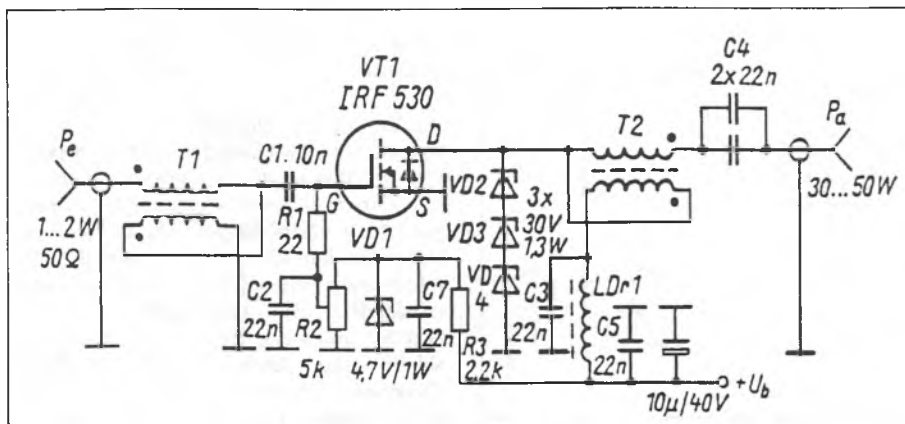 C4
2x22n
VT1
IRF 530
Pe
T1
C1. 10n
D
T2
Pa
G
S
VD2
3x
30V
1,3W
30...50W
1...2W
50Ω
R1
22
VD1
VD3
VD
4
C2
22n
R2
5k
4,7V/1W
C7
22n
R3
2,2k
C3
22n
LDr1
C5
22n
10µ/40V
+Ub